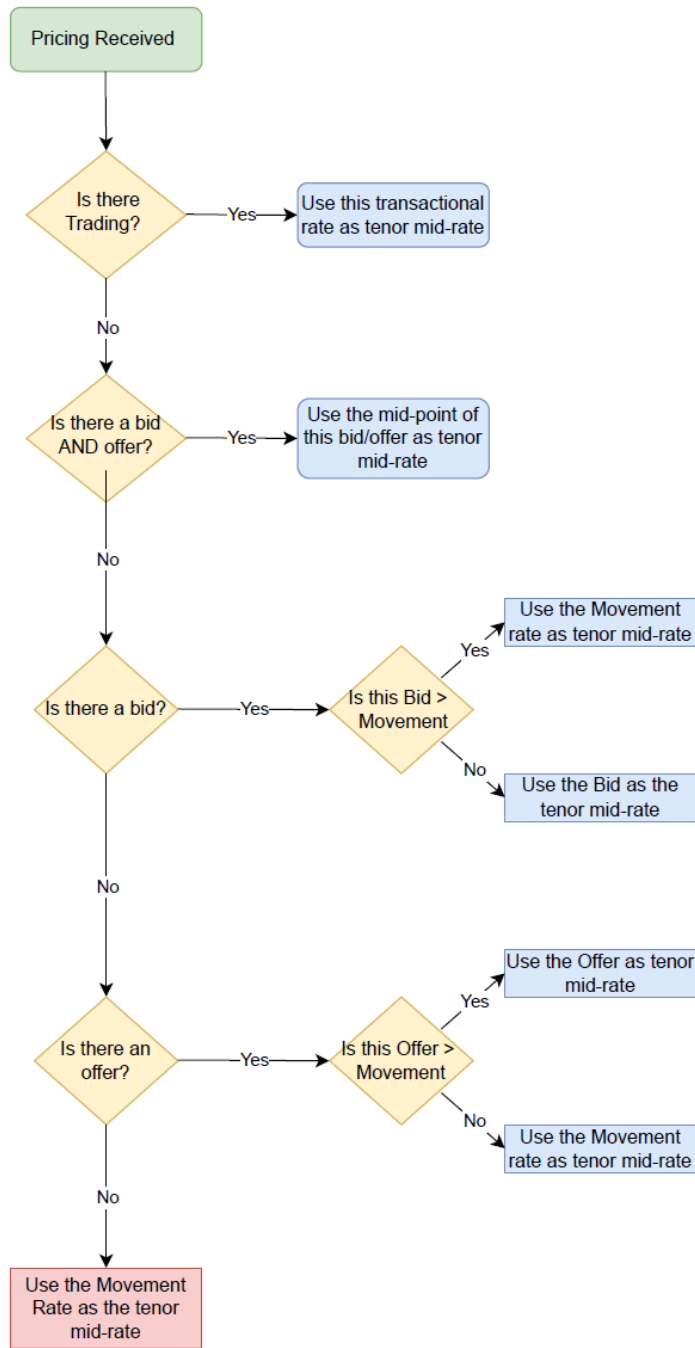 Pricing Received
Is there
Trading?
Yes
Use this transactional
rate as tenor mid-rate
No
Is there a bid
AND offer?
Yes
Use the mid-point of
this bid/offer as tenor
mid-rate
No
Is there a bid?
Yes
Is this Bid >
Movement
Yes
Use the Movement
rate as tenor mid-rate
No
Use the Bid as the
tenor mid-rate
No
Is there an
offer?
Yes
Is this Offer >
Movement
Yes
Use the Offer as tenor
mid-rate
No
Use the Movement
rate as tenor mid-rate
No
Use the Movement
Rate as the tenor
mid-rate